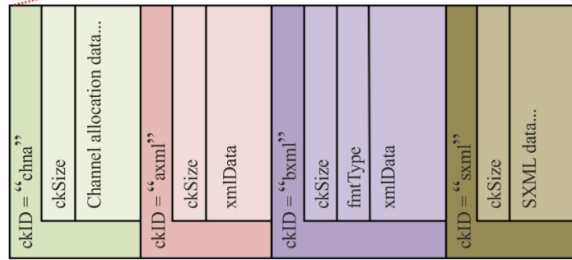 ckID = “chna”
ckSize
Channel allocation data...
ckID = “axml”
ckSize
xmlData
ckID = “bxml”
ckSize
fmtType
xmlData
ckID = “sxml”
ckSize
SXML data...